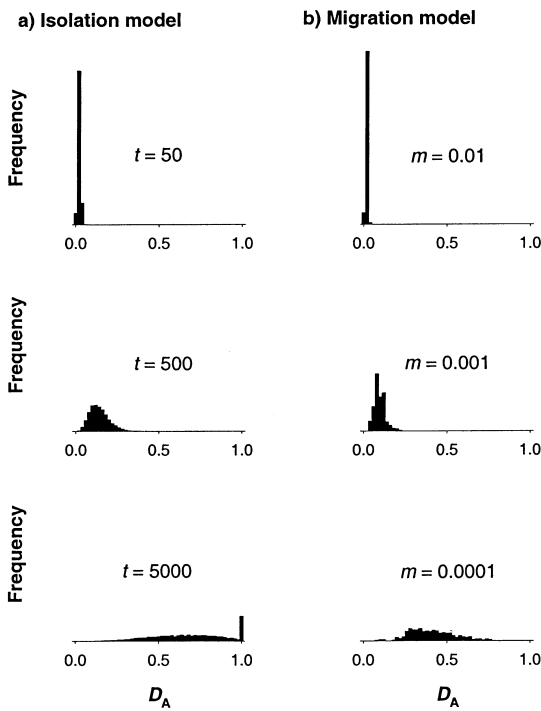 a) Isolation model
b) Migration model
Frequency
t = 50
0.0 0.5 1.0
m = 0.01
0.0 0.5 1.0
Frequency
t = 500
0.0 0.5 1.0
m = 0.001
0.0 0.5 1.0
Frequency
t = 5000
0.0 0.5 1.0
m = 0.0001
0.0 0.5 1.0
DA
DA